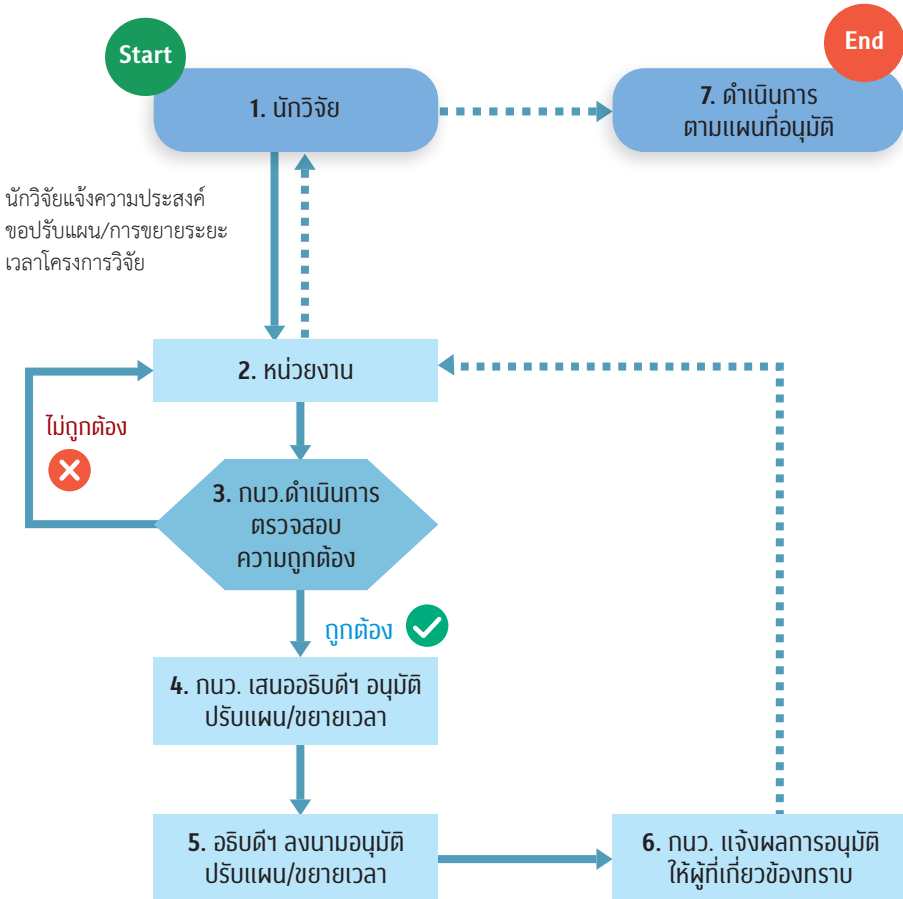 Start
End
1. นักวิจัย
7. ดำเนินการ
ตามแผนที่อนุมัติ
นักวิจัยแจ้งความประสงค์
ขอปรับแผน/การขยายระยะ
เวลาโครงการวิจัย
2. หน่วยงาน
ไม่ถูกต้อง
3. กนว.ดำเนินการ
ตรวจสอบ
ความถูกต้อง
ถูกต้อง
4. กนว. เสนออธิบดีฯ อนุมัติ
ปรับแผน/ขยายเวลา
5. อธิบดีฯ ลงนามอนุมัติ
ปรับแผน/ขยายเวลา
6. กนว. แจ้งผลการอนุมัติ
ให้ผู้ที่เกี่ยวข้องทราบ